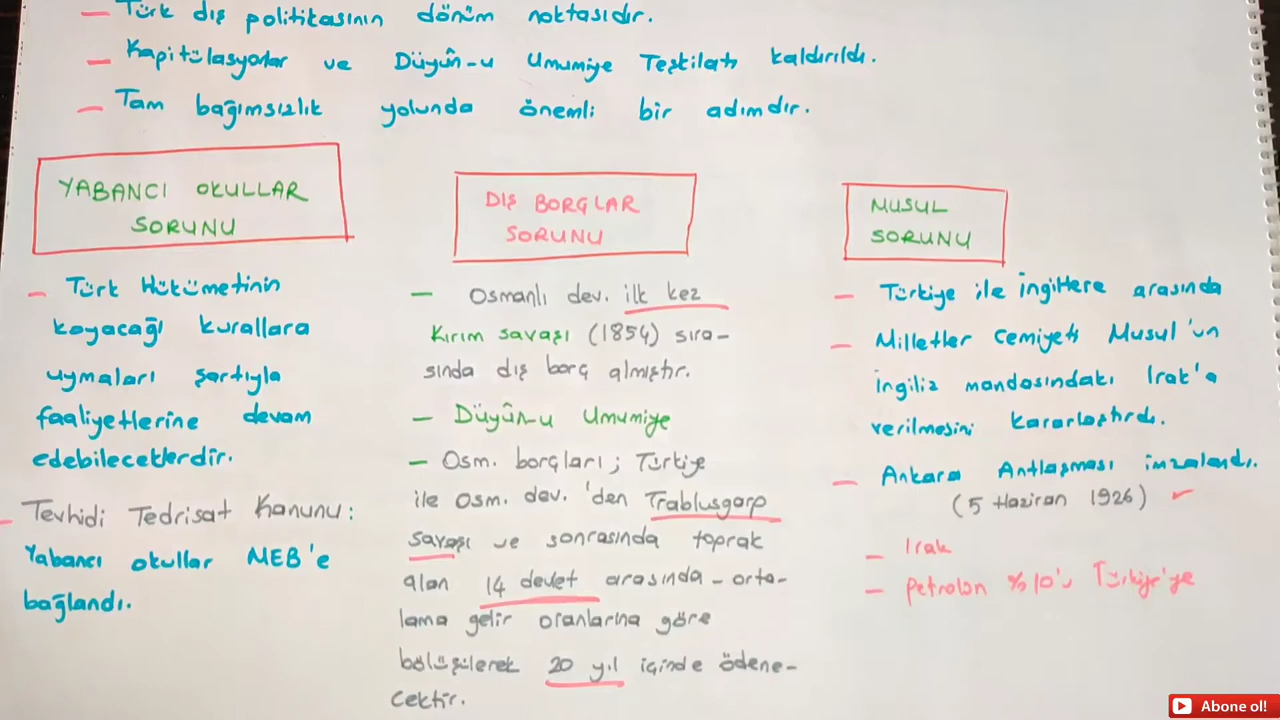 — Türk dış politikasının dönüm noktasıdır.
— Kapitülasyonlar ve Düyûn-u Umumiye Teşkilatı kaldırıldı.
— Tam bağımsızlık yolunda önemli bir adımdır.
YABANCI OKULLAR
SORUNU
— Türk Hükümetinin
koyacağı kurallara
uymaları şartıyla
faaliyetlerine devam
edebileceklerdir.
— Tevhidi Tedrisat Kanunu:
Yabancı okullar MEB'e
bağlandı.
DIŞ BORÇLAR
SORUNU
— Osmanlı dev. ilk kez
Kırım savaşı (1854) sıra-
sında dış borç almıştır.
— Düyûn-u Umumiye
— Osm. borçları; Türkiye
ile Osm. dev. 'den Trablusgarp
savaşı ve sonrasında toprak
alan 14 devlet arasında - orta-
lama gelir oranlarına göre
bölüşülerek 20 yıl içinde ödene-
cektir.
MUSUL
SORUNU
— Türkiye ile İngiltere arasında
— Milletler Cemiyeti Musul'un
İngiliz mandasındaki Irak'a
verilmesini kararlaştırdı.
— Ankara Antlaşması imzalandı.
(5 Haziran 1926) ✓
— Irak
— Petrolün %10'u Türkiye'ye
Abone ol!